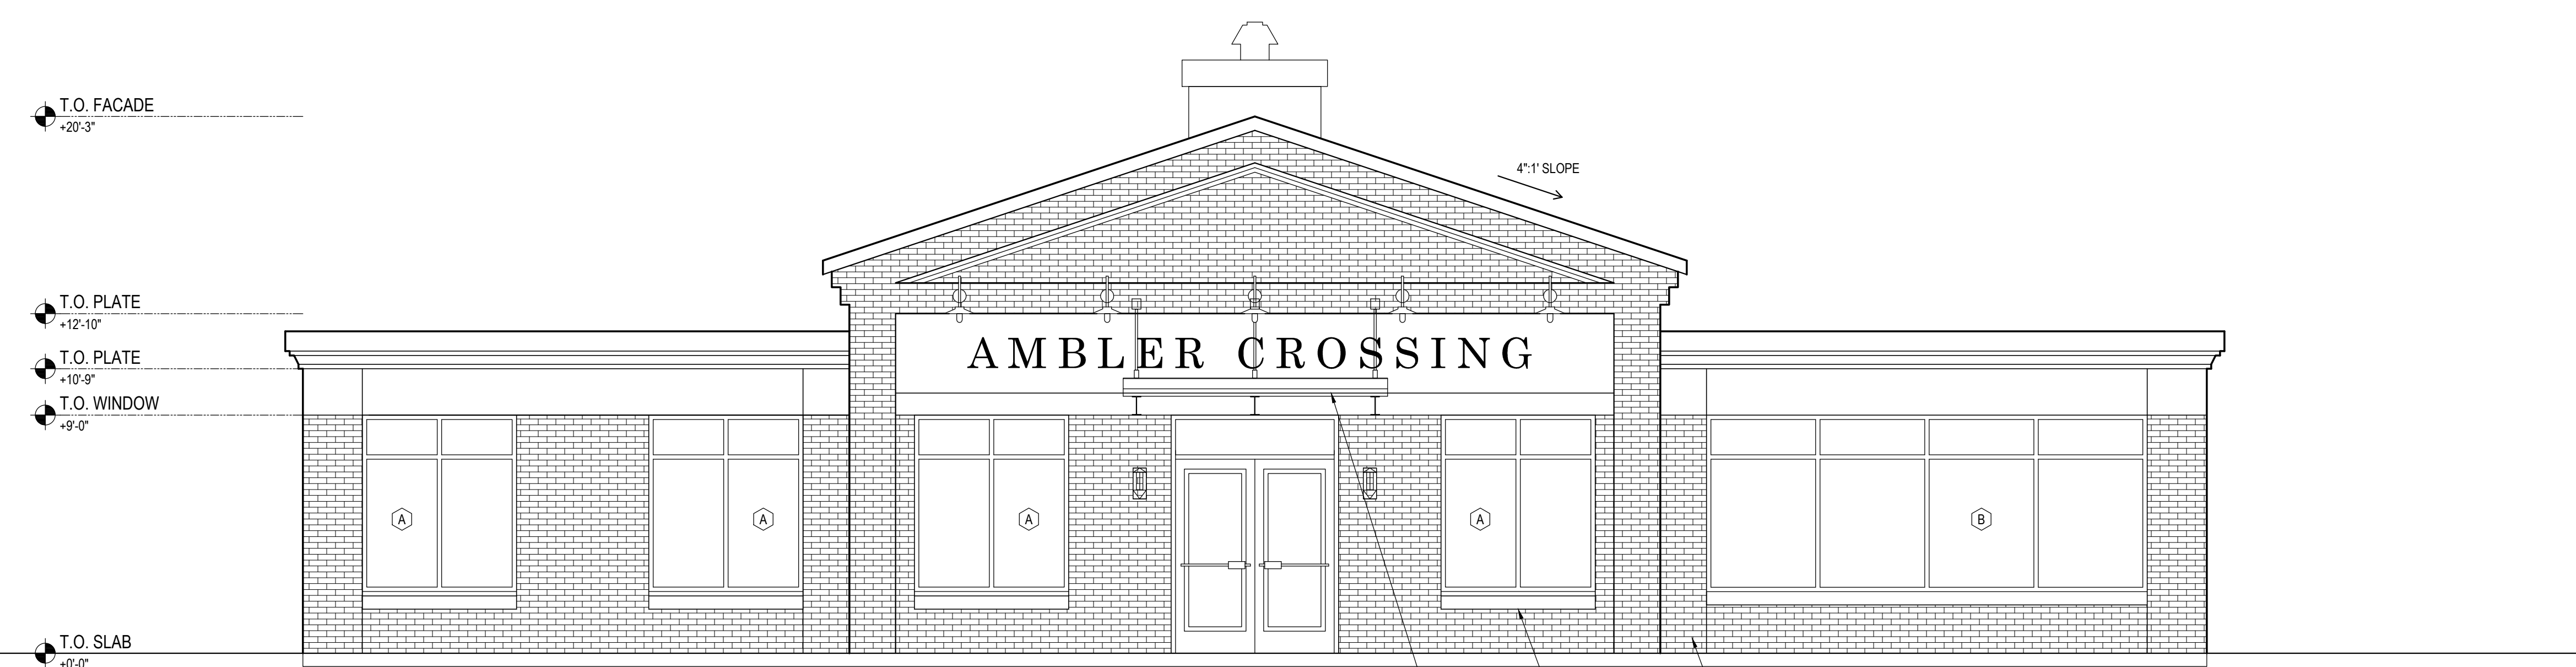 T.O. FACADE
+20'-3"
4":1' SLOPE
T.O. PLATE
+12'-10"
AMBLER CROSSING
T.O. PLATE
+10'-9"
T.O. WINDOW
+9'-0"
A
A
A
A
B
T.O. SLAB
+0'-0"